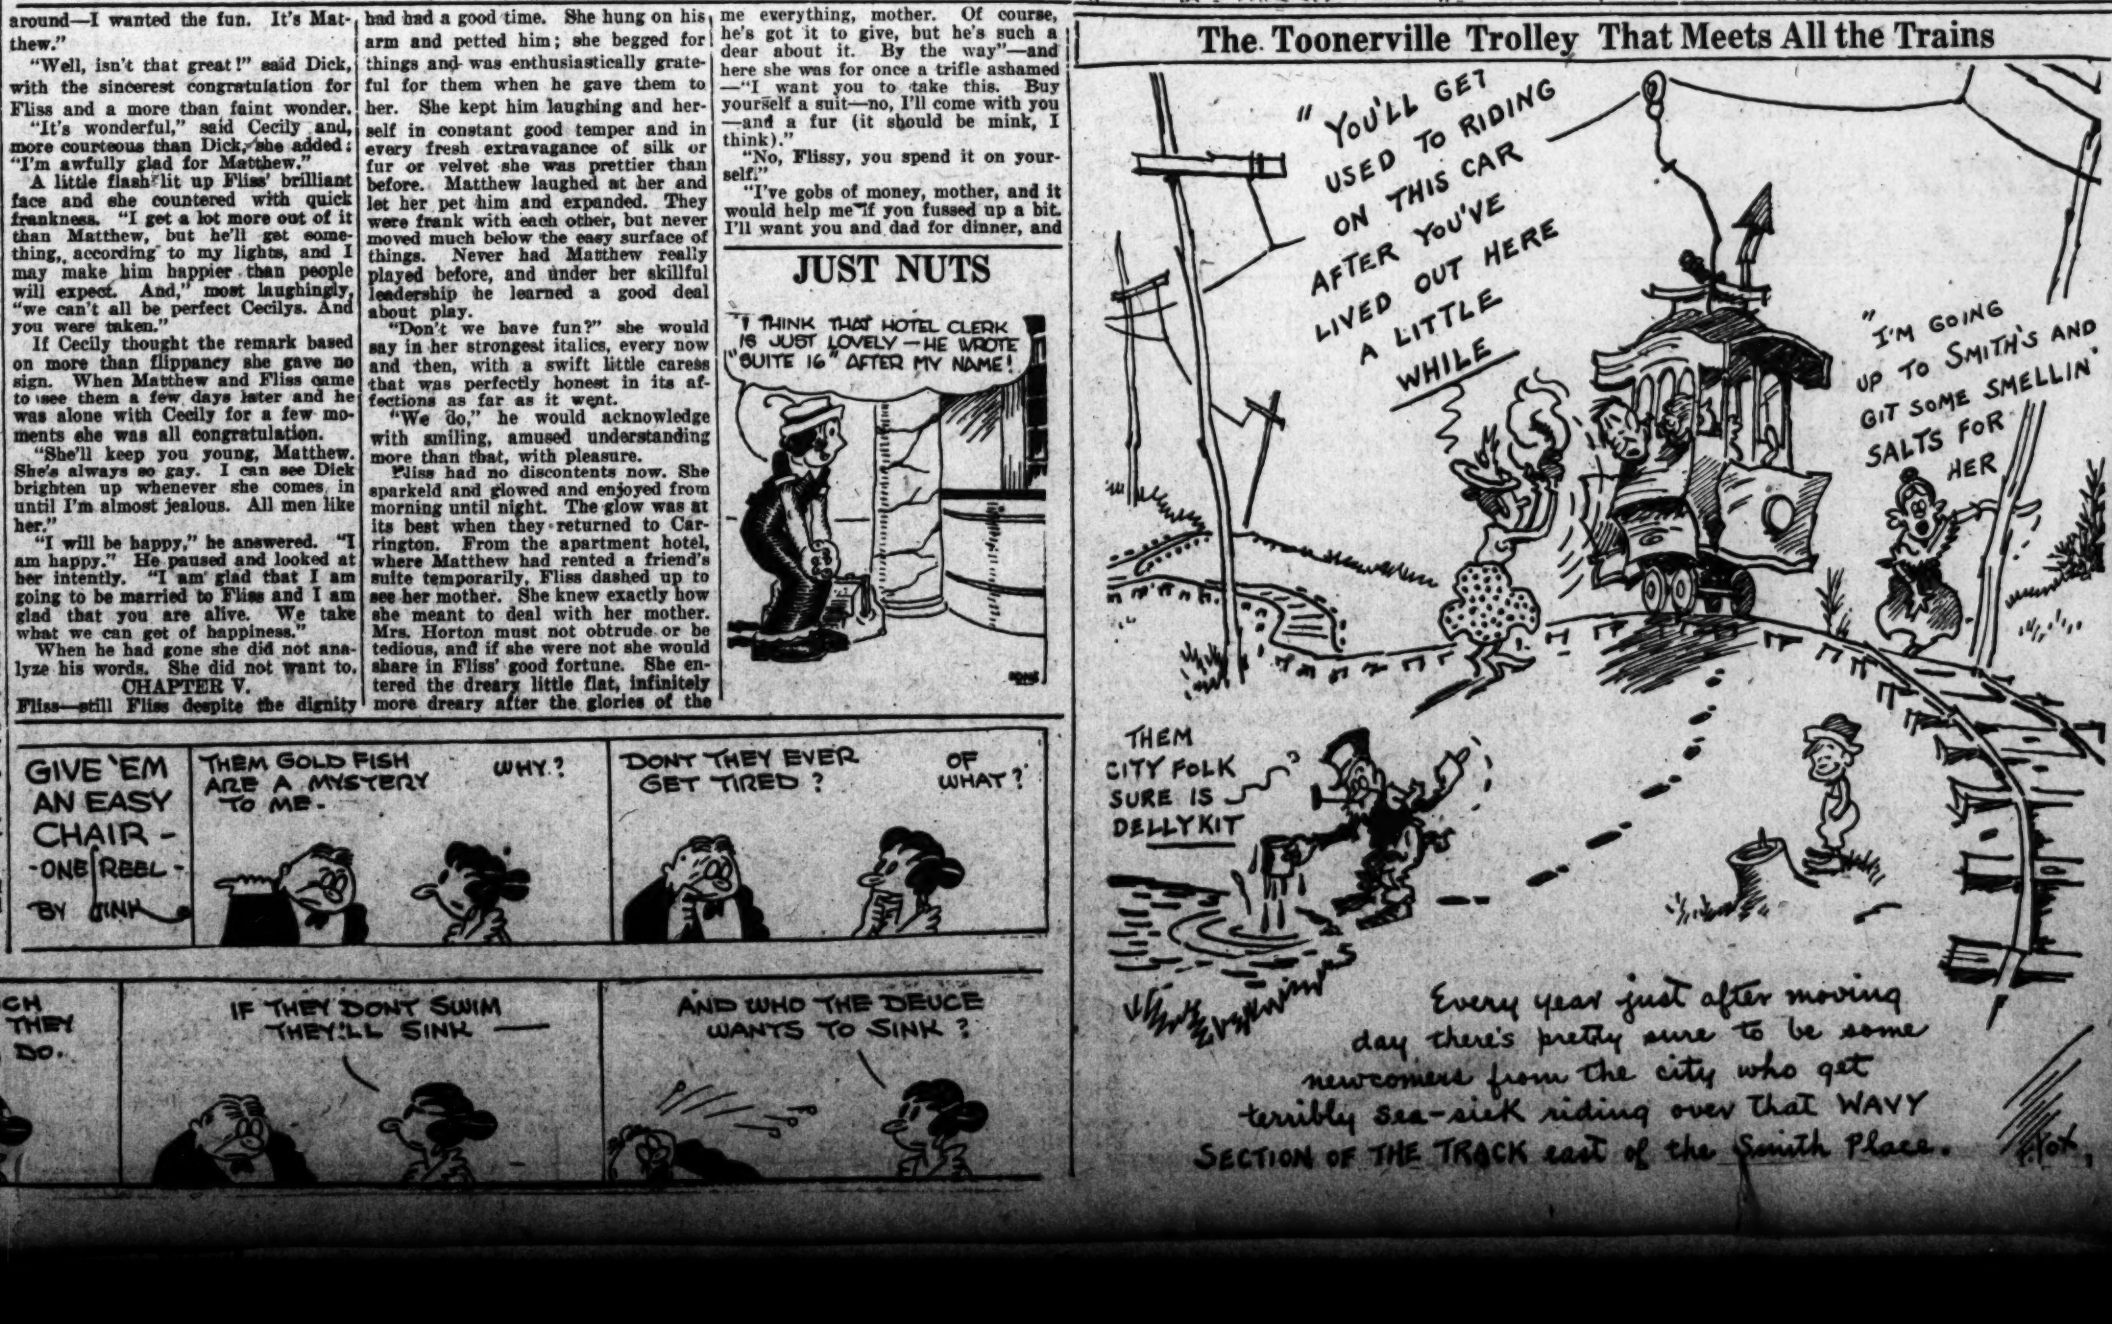 around—I wanted the fun. It's Mat-
thew."
"Well, isn't that great!" said Dick,
with the sincerest congratulation for
Fliss and a more than faint wonder.
"It's wonderful," said Cecily and,
more courteous than Dick, she added:
"I'm awfully glad for Matthew."
A little flash lit up Fliss' brilliant
face and she countered with quick
frankness. "I get a lot more out of it
than Matthew, but he'll get some-
thing, according to my lights, and I
may make him happier than people
will expect. And," most laughingly,
"we can't all be perfect Cecilys. And
you were taken."
If Cecily thought the remark based
on more than flippancy she gave no
sign. When Matthew and Fliss came
to see them a few days later and he
was alone with Cecily for a few mo-
ments she was all congratulation.
"She'll keep you young, Matthew.
She's always so gay. I can see Dick
brighten up whenever she comes in
until I'm almost jealous. All men like
her."
"I will be happy," he answered. "I
am happy." He paused and looked at
her intently. "I am glad that I am
going to be married to Fliss and I am
glad that you are alive. We take
what we can get of happiness."
When he had gone she did not ana-
lyze his words. She did not want to.
CHAPTER V.
Fliss—still Fliss despite the dignity
had had a good time. She hung on his
arm and petted him; she begged for
things and was enthusiastically grate-
ful for them when he gave them to
her. She kept him laughing and her-
self in constant good temper and in
every fresh extravagance of silk or
fur or velvet she was prettier than
before. Matthew laughed at her and
let her pet him and expanded. They
were frank with each other, but never
moved much below the easy surface of
things. Never had Matthew really
played before, and under her skillful
leadership he learned a good deal
about play.
"Don't we have fun?" she would
say in her strongest italics, every now
and then, with a swift little caress
that was perfectly honest in its af-
fections as far as it went.
"We do," he would acknowledge
with smiling, amused understanding
more than that, with pleasure.
Fliss had no discontents now. She
sparkeld and glowed and enjoyed from
morning until night. The glow was at
its best when they returned to Car-
rington. From the apartment hotel,
where Matthew had rented a friend's
suite temporarily, Fliss dashed up to
see her mother. She knew exactly how
she meant to deal with her mother.
Mrs. Horton must not obtrude or be
tedious, and if she were not she would
share in Fliss' good fortune. She en-
tered the dreary little flat, infinitely
more dreary after the glories of the
me everything, mother. Of course,
he's got it to give, but he's such a
dear about it. By the way"—and
here she was for once a trifle ashamed
—"I want you to take this. Buy
yourself a suit—no, I'll come with you
—and a fur (it should be mink, I
think)."
"No, Flissy, you spend it on your-
self."
"I've gobs of money, mother, and it
would help me if you fussed up a bit.
I'll want you and dad for dinner, and
JUST NUTS
"I THINK THAT HOTEL CLERK
IS JUST LOVELY — HE WROTE
"SUITE 16" AFTER MY NAME!
GIVE 'EM
AN EASY
CHAIR -
-ONE REEL -
BY JINK
THEM GOLD FISH
ARE A MYSTERY
TO ME -
WHY?
DONT THEY EVER
GET TIRED?
OF
WHAT?
CH
THEY
DO.
IF THEY DONT SWIM
THEY'LL SINK —
AND WHO THE DEUCE
WANTS TO SINK?
The Toonerville Trolley That Meets All the Trains
"YOU'LL GET
USED TO RIDING
ON THIS CAR
AFTER YOU'VE
LIVED OUT HERE
A LITTLE
WHILE
"I'M GOING
UP TO SMITH'S AND
GIT SOME SMELLIN'
SALTS FOR
HER
THEM
CITY FOLK
SURE IS
DELLYKIT
Every year just after moving
day there's pretty sure to be some
newcomers from the city who get
terribly sea-sick riding over that WAVY
SECTION OF THE TRACK east of the Smith Place.
F. Fox